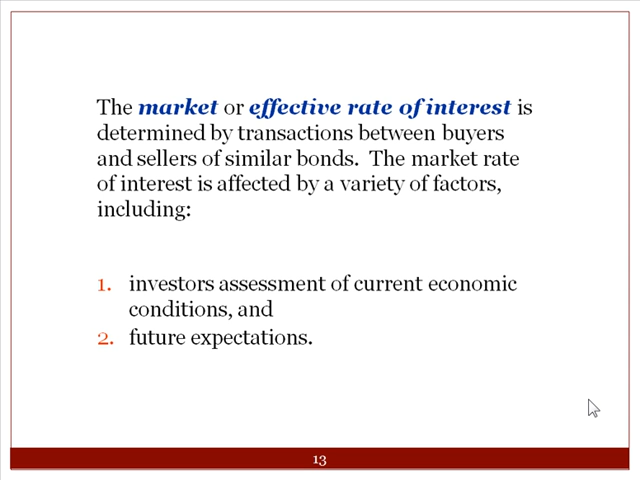 The market or effective rate of interest is
determined by transactions between buyers
and sellers of similar bonds.  The market rate
of interest is affected by a variety of factors,
including:
1. investors assessment of current economic
conditions, and
2. future expectations.
13